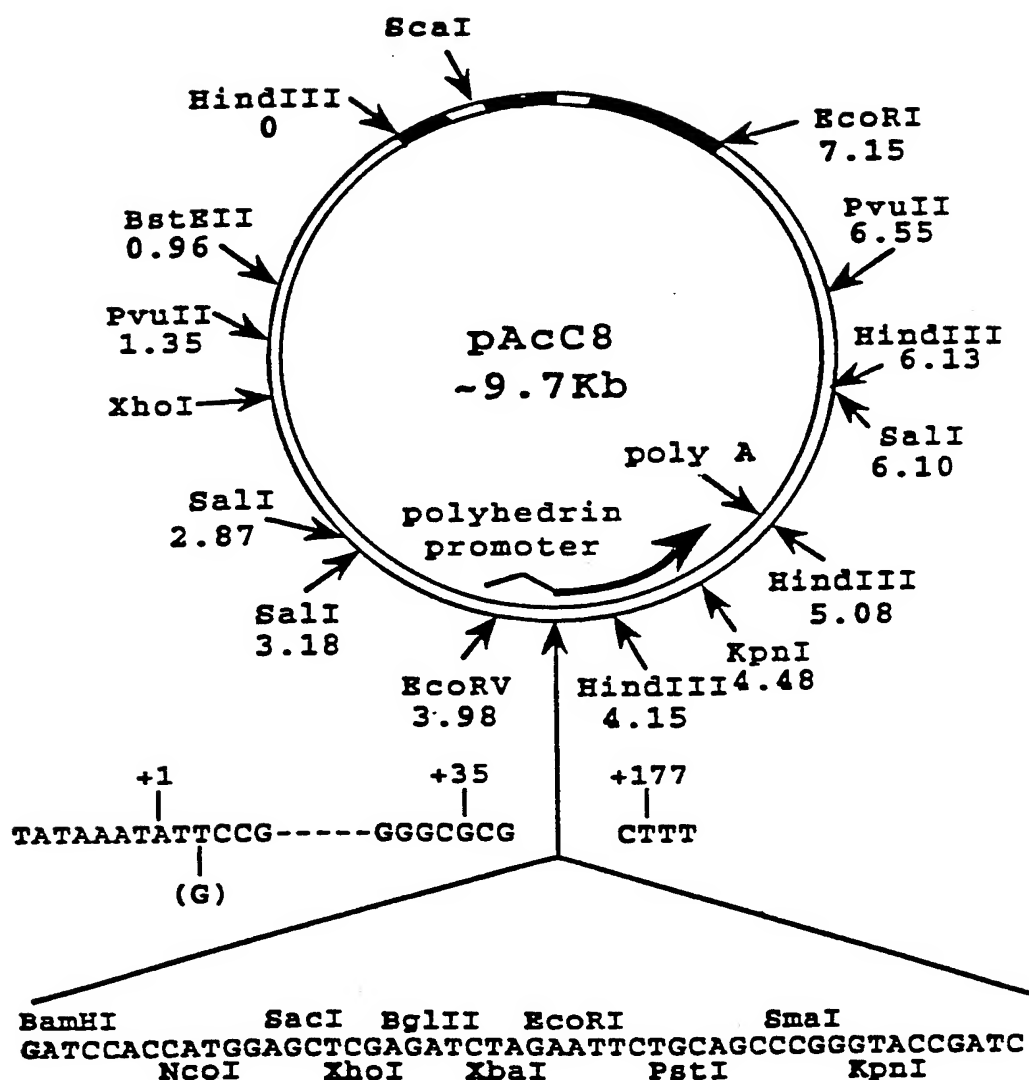 ScaI
HindIII
0
EcoRI
7.15
BstEII
0.96
PvuII
6.55
PvuII
1.35
pAcC8
~9.7Kb
HindIII
6.13
XhoI
SalI
6.10
poly A
SalI
2.87
polyhedrin
promoter
HindIII
5.08
SalI
3.18
KpnI
4.48
EcoRV
3.98
HindIII
4.15
+1
+35
+177
TATAAATATTCCG-----GGGCGCG
CTTT
(G)
BamHI SacI BglII EcoRI SmaI
GATCCACCATGGAGCTCGAGATCTAGAATTCTGCAGCCCGGGTACCGATC
NcoI XhoI XbaI PstI KpnI